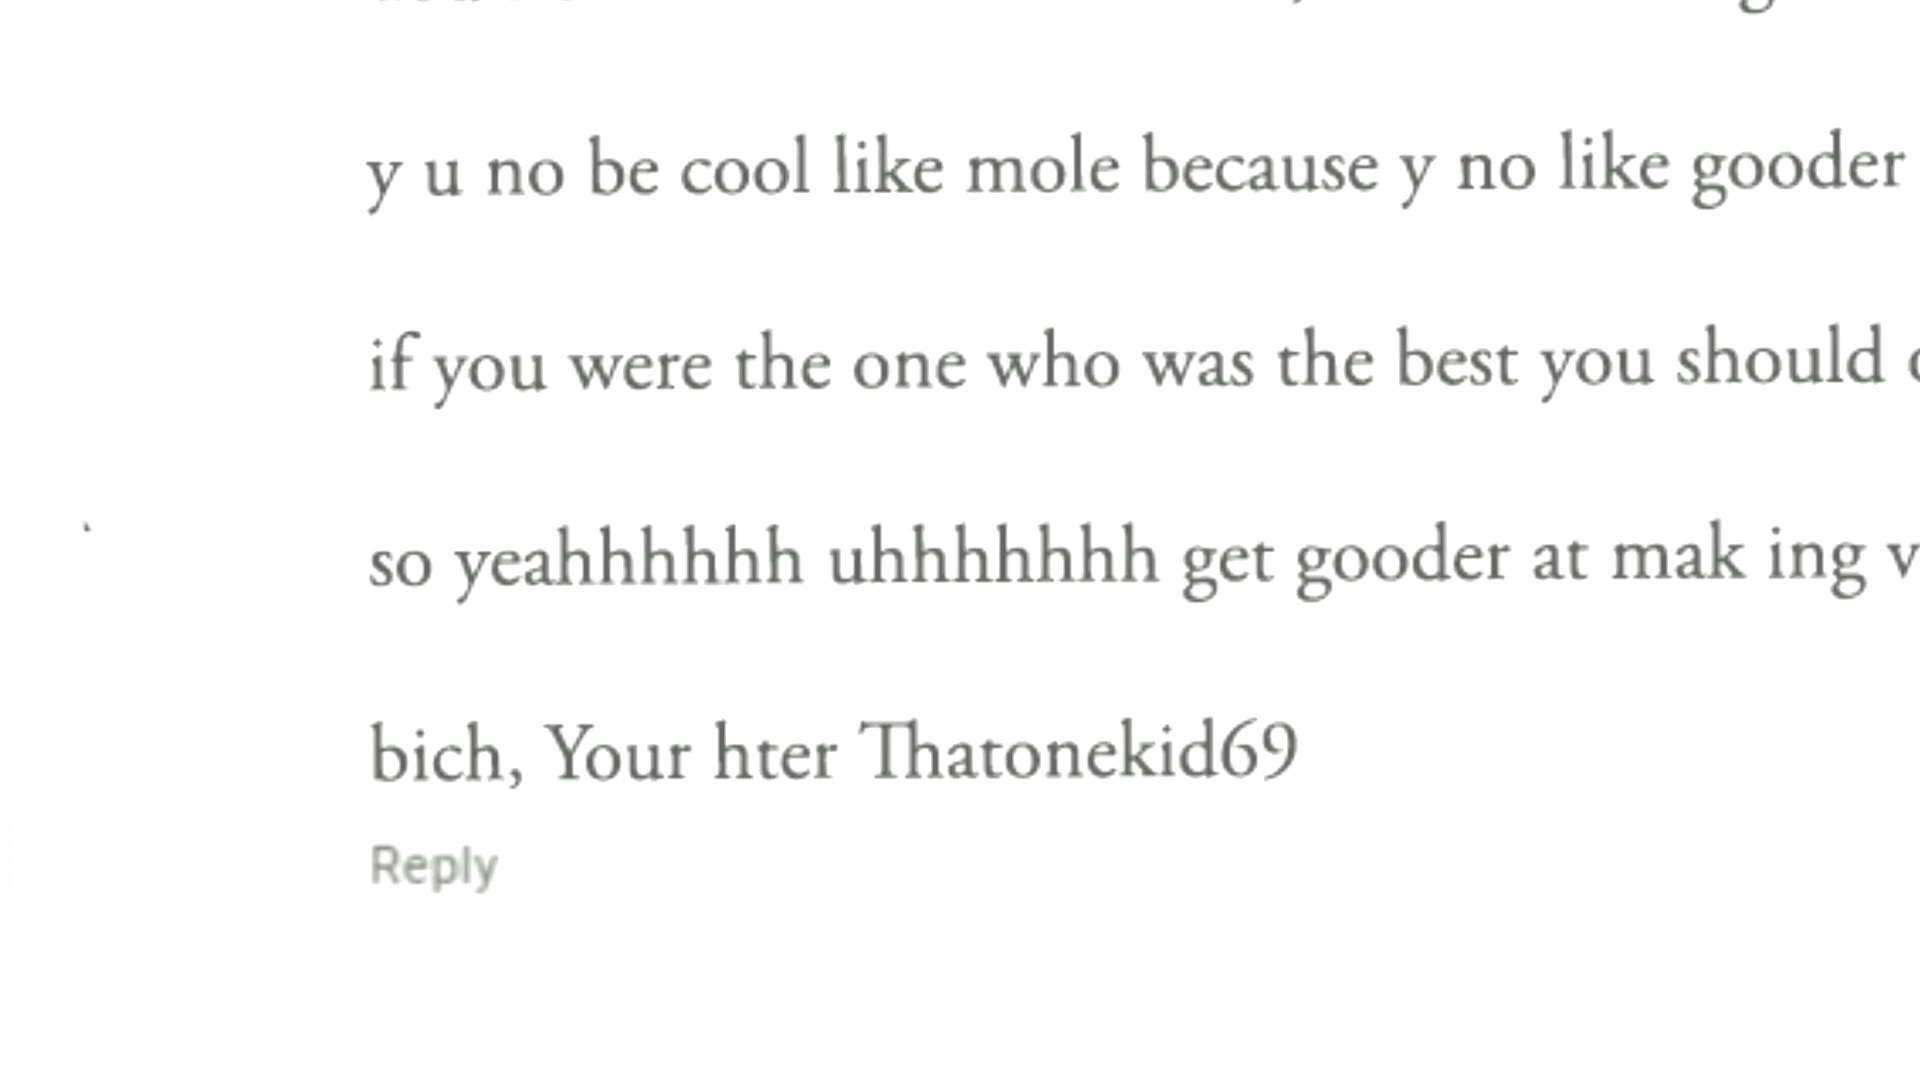 y u no be cool like mole because y no like gooder
if you were the one who was the best you should
so yeahhhhhh uhhhhhhh get gooder at mak ing
bich, Your hter Thatonekid69
Reply